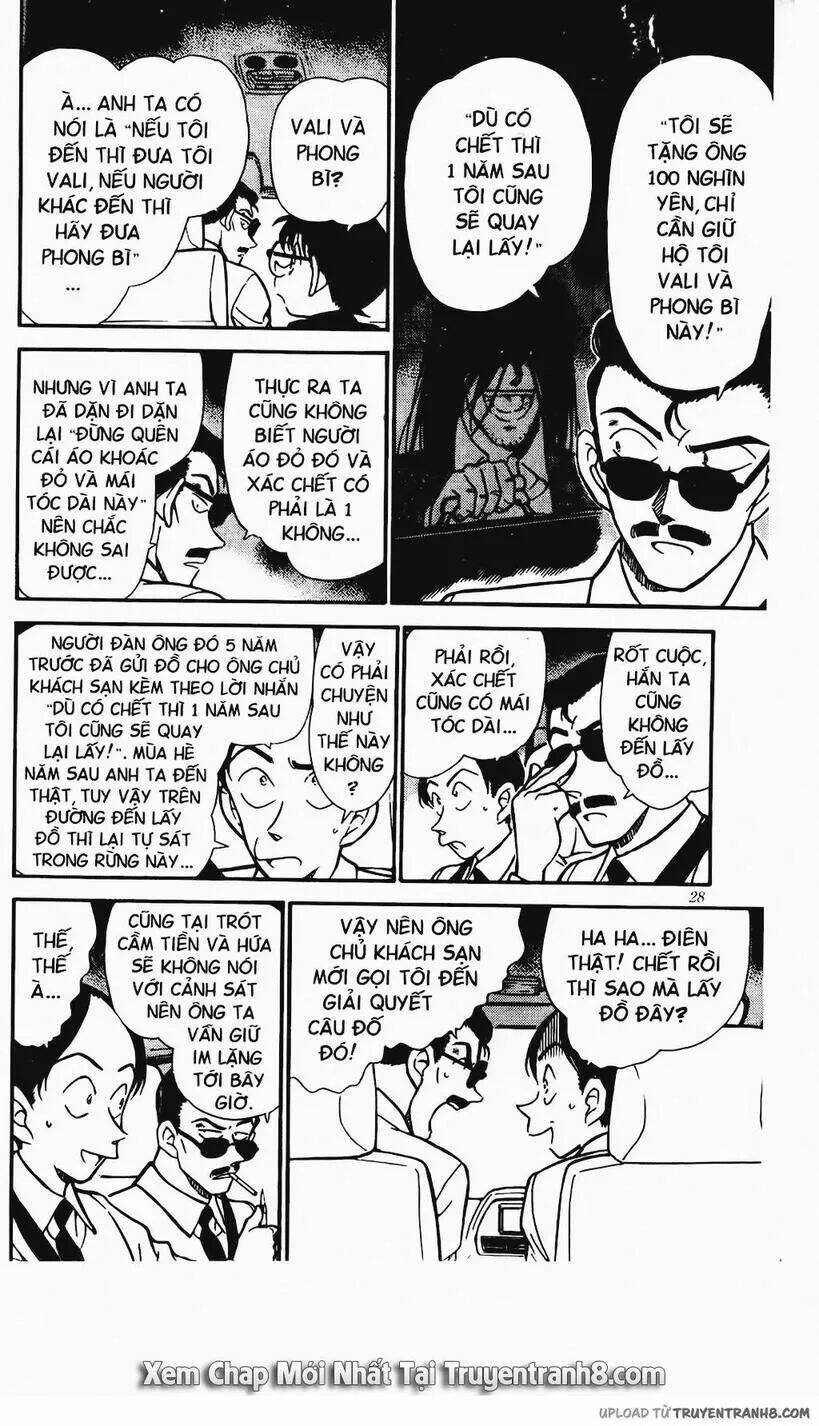 "TÔI SẼ
TẶNG ÔNG
100 NGHÌN
YÊN, CHỈ
CẦN GIỮ
HỘ TÔI
VALI VÀ
PHONG BÌ
NÀY!"
"DÙ CÓ
CHẾT THÌ
1 NĂM SAU
TÔI CŨNG
SẼ QUAY
LẠI LẤY!"
VALI VÀ
PHONG
BÌ?
À... ANH TA CÓ
NÓI LÀ "NẾU TÔI
ĐẾN THÌ ĐƯA TÔI
VALI, NẾU NGƯỜI
KHÁC ĐẾN THÌ
HÃY ĐƯA
PHONG BÌ"
...
THỰC RA TA
CŨNG KHÔNG
BIẾT NGƯỜI
ÁO ĐỎ ĐÓ VÀ
XÁC CHẾT CÓ
PHẢI LÀ 1
KHÔNG...
NHƯNG VÌ ANH TA
ĐÃ DẶN ĐI DẶN
LẠI "ĐỪNG QUÊN
CÁI ÁO KHOÁC
ĐỎ VÀ MÁI
TÓC DÀI NÀY"
NÊN CHẮC
KHÔNG SAI
ĐƯỢC...
RỐT CUỘC,
HẮN TA
CŨNG
KHÔNG
ĐẾN LẤY
ĐỒ...
PHẢI RỒI,
XÁC CHẾT
CŨNG CÓ MÁI
TÓC DÀI...
VẬY
CÓ PHẢI
CHUYỆN
NHƯ
THẾ NÀY
KHÔNG
?
NGƯỜI ĐÀN ÔNG ĐÓ 5 NĂM
TRƯỚC ĐÃ GỬI ĐỒ CHO ÔNG CHỦ
KHÁCH SẠN KÈM THEO LỜI NHẮN
"DÙ CÓ CHẾT THÌ 1 NĂM SAU
TÔI CŨNG SẼ QUAY
LẠI LẤY!". MÙA HÈ
NĂM SAU ANH TA ĐẾN
THẬT, TUY VẬY TRÊN
ĐƯỜNG ĐẾN LẤY
ĐỒ THÌ LẠI TỰ SÁT
TRONG RỪNG NÀY...
28
HA HA... ĐIÊN
THẬT! CHẾT RỒI
THÌ SAO MÀ LẤY
ĐỒ ĐÂY?
VẬY NÊN ÔNG
CHỦ KHÁCH SẠN
MỚI GỌI TÔI ĐẾN
GIẢI QUYẾT
CÂU ĐỐ
ĐÓ!
CŨNG TẠI TRÓT
CẦM TIỀN VÀ HỨA
SẼ KHÔNG NÓI
VỚI CẢNH SÁT
NÊN ÔNG TA
VẪN GIỮ
IM LẶNG
TỚI BÂY
GIỜ.
THẾ,
THẾ
À...
Xem Chap Mới Nhất Tại Truyentranh8.com
UPLOAD TỪ TRUYENTRANH8.COM